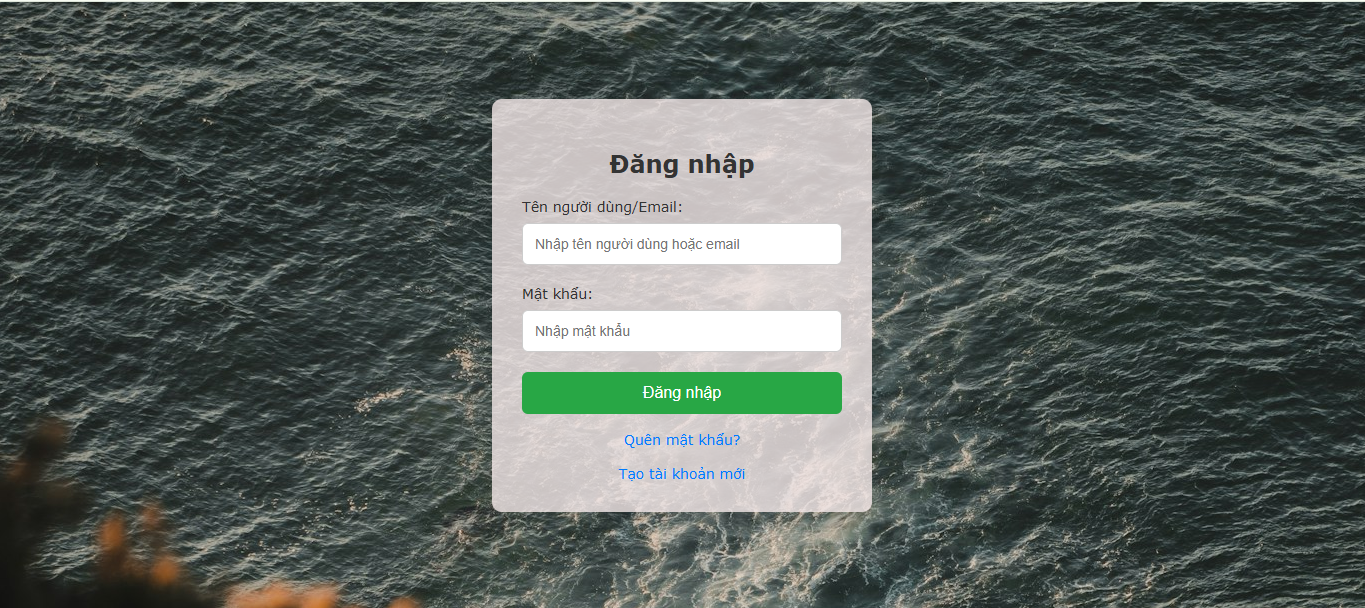 Đăng nhập
Tên người dùng/Email:
Nhập tên người dùng hoặc email
Mật khẩu:
Nhập mật khẩu
Đăng nhập
Quên mật khẩu?
Tạo tài khoản mới